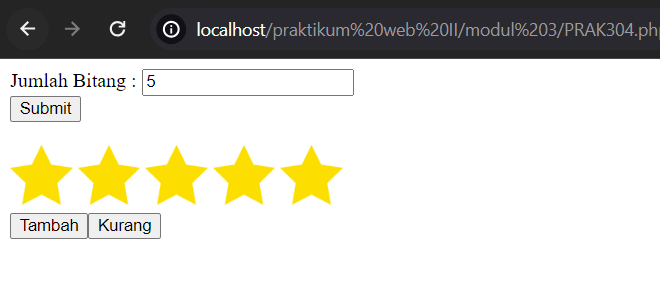 localhost/praktikum%20web%20II/modul%203/PRAK304.php
Jumlah Bitang : 5
Submit
Tambah Kurang